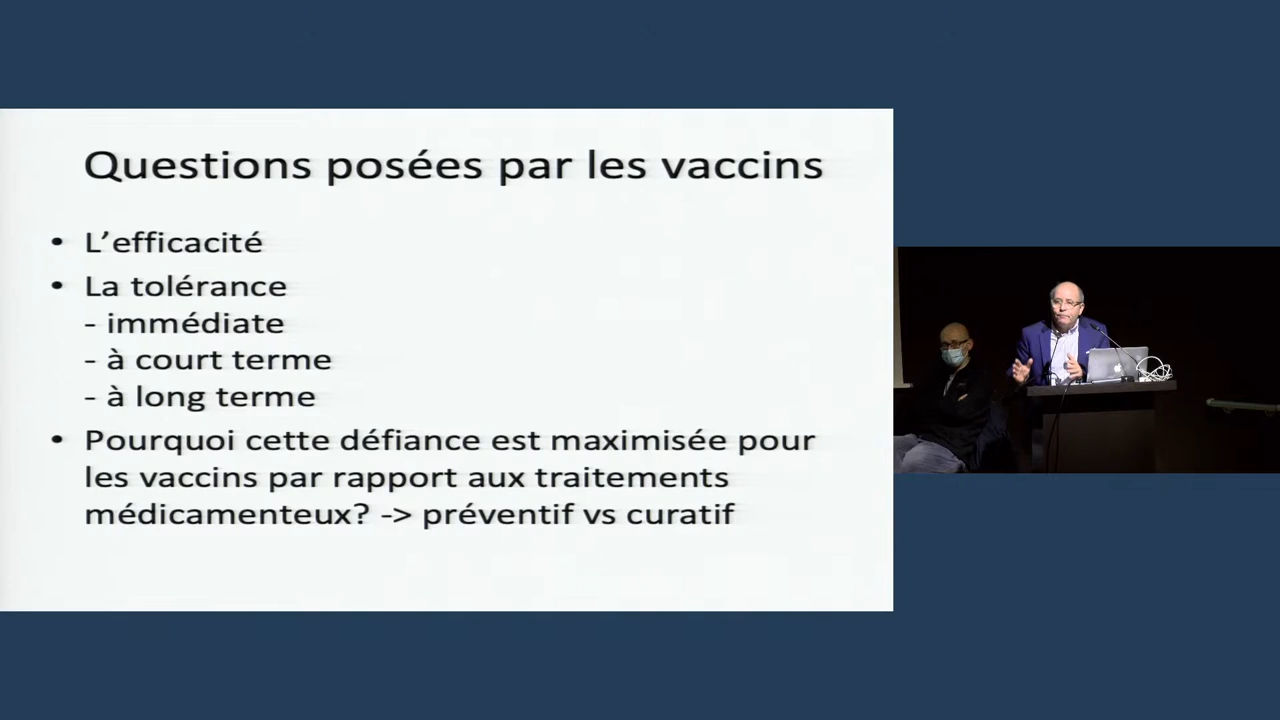 Questions posées par les vaccins
• L’efficacité
• La tolérance
- immédiate
- à court terme
- à long terme
• Pourquoi cette défiance est maximisée pour
les vaccins par rapport aux traitements
médicamenteux? -> préventif vs curatif